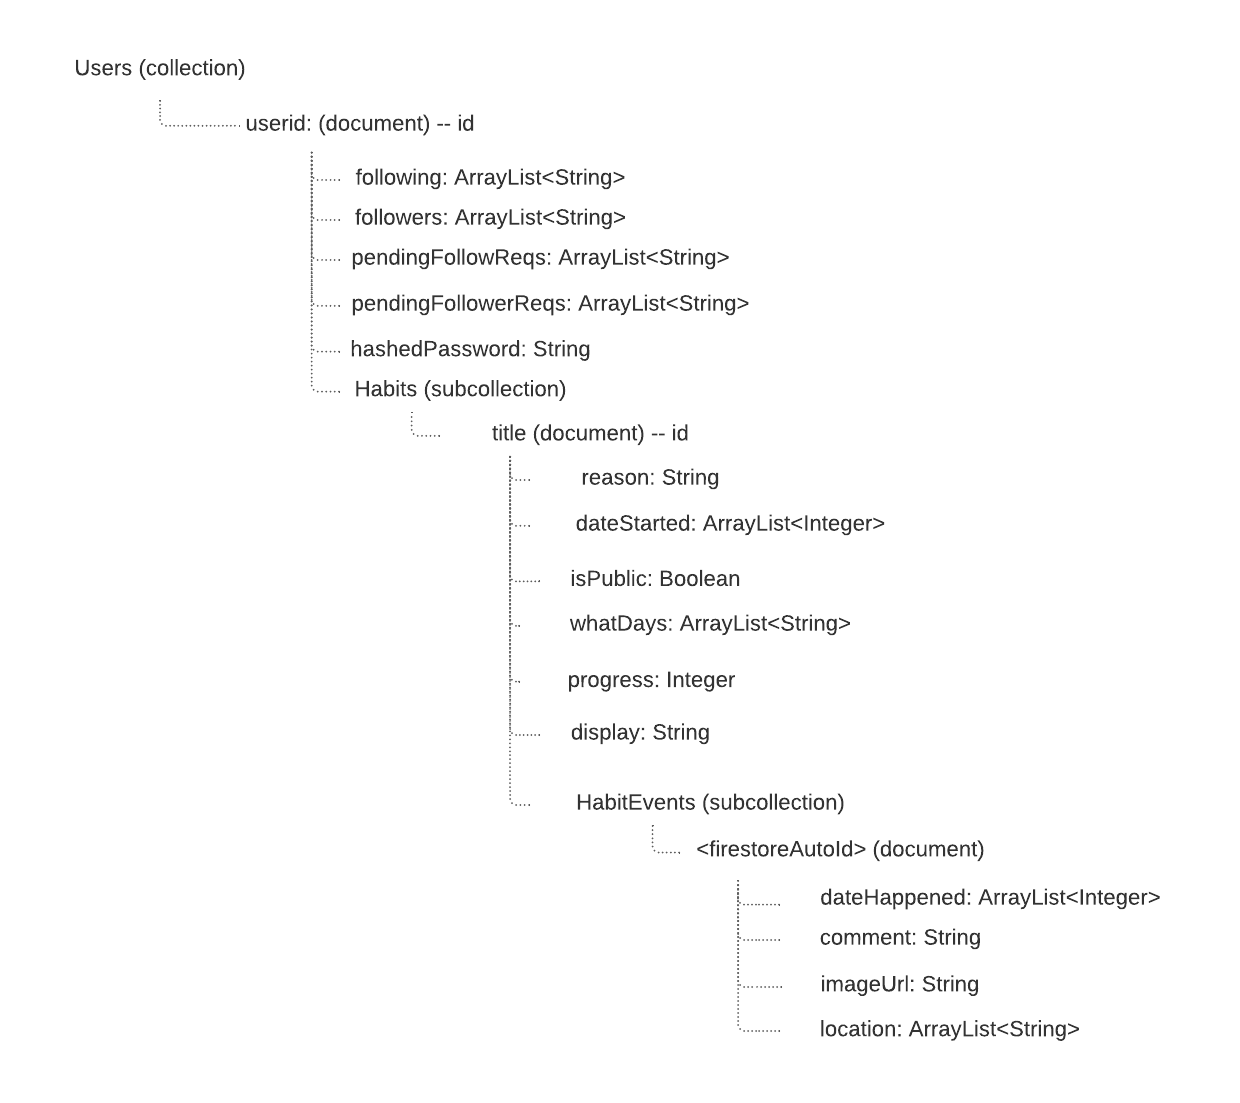 Users (collection)
userid: (document) -- id
following: ArrayList<String>
followers: ArrayList<String>
pendingFollowReqs: ArrayList<String>
pendingFollowerReqs: ArrayList<String>
hashedPassword: String
Habits (subcollection)
title (document) -- id
reason: String
dateStarted: ArrayList<Integer>
isPublic: Boolean
whatDays: ArrayList<String>
progress: Integer
display: String
HabitEvents (subcollection)
<firestoreAutoId> (document)
dateHappened: ArrayList<Integer>
comment: String
imageUrl: String
location: ArrayList<String>